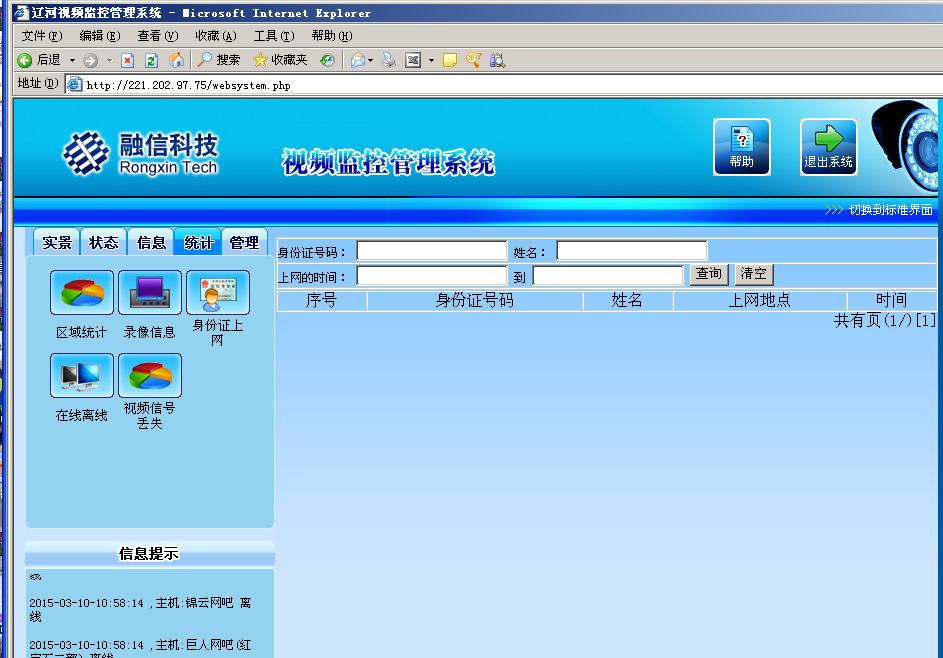 辽河视频监控管理系统 - Microsoft Internet Explorer
文件(F) 编辑(E) 查看(V) 收藏(A) 工具(T) 帮助(H)
后退 搜索 收藏夹
地址(D) http://221.202.97.75/websystem.php
融信科技
Rongxin Tech
视频监控管理系统
帮助
退出系统
>>> 切换到标准界面
实景 状态 信息 统计 管理
身份证号码： 姓名：
上网的时间： 到 查询 清空
序号 身份证号码 姓名 上网地点 时间
共有页(1/)[1]
区域统计 录像信息 身份证上
网
在线离线 视频信号
丢失
信息提示
线
2015-03-10-10:58:14 ,主机:锦云网吧 离
线
2015-03-10-10:58:14 ,主机:巨人网吧(红